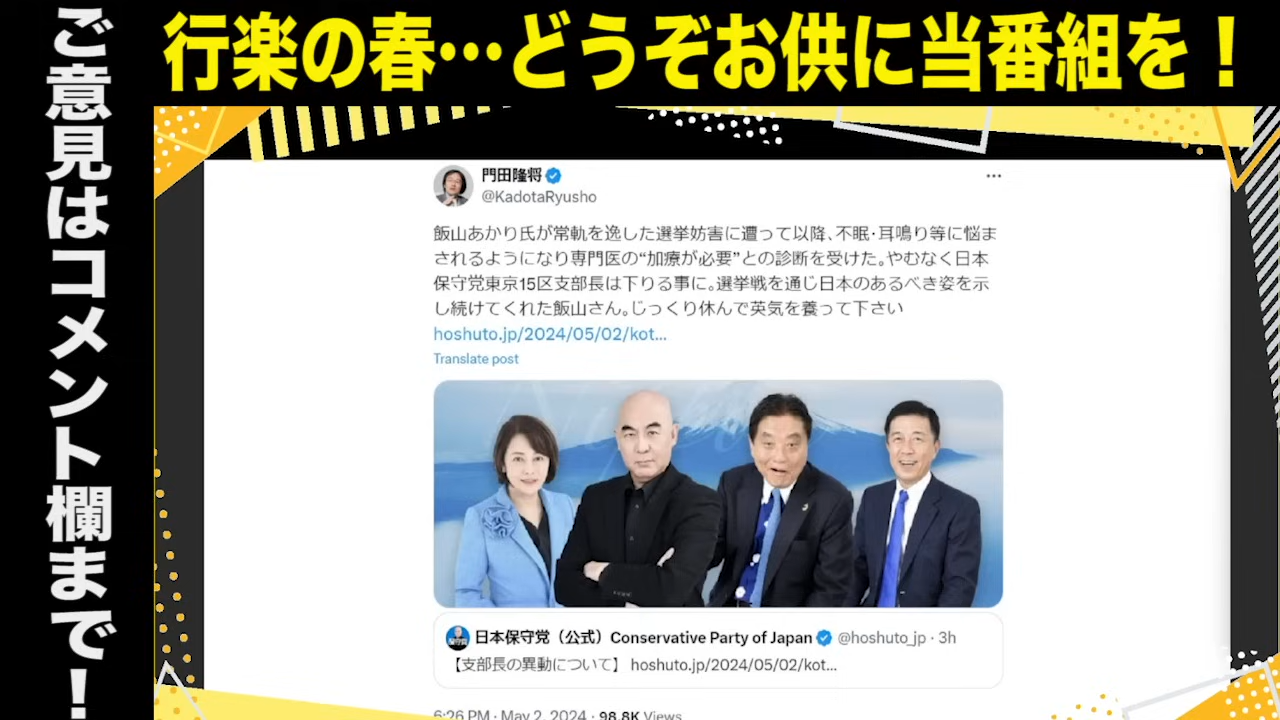 行楽の春…どうぞお供に当番組を！
ご意見はコメント欄まで！
門田隆将
@KadotaRyusho
飯山あかり氏が常軌を逸した選挙妨害に遭って以降、不眠･耳鳴り等に悩ま
されるようになり専門医の“加療が必要”との診断を受けた。やむなく日本
保守党東京15区支部長は下りる事に。選挙戦を通じ日本のあるべき姿を示
し続けてくれた飯山さん。じっくり休んで英気を養って下さい
hoshuto.jp/2024/05/02/kot...
Translate post
日本保守党（公式）Conservative Party of Japan @hoshuto_jp · 3h
【支部長の異動について】 hoshuto.jp/2024/05/02/kot...
6:26 PM · May 2, 2024 · 98.8K Views